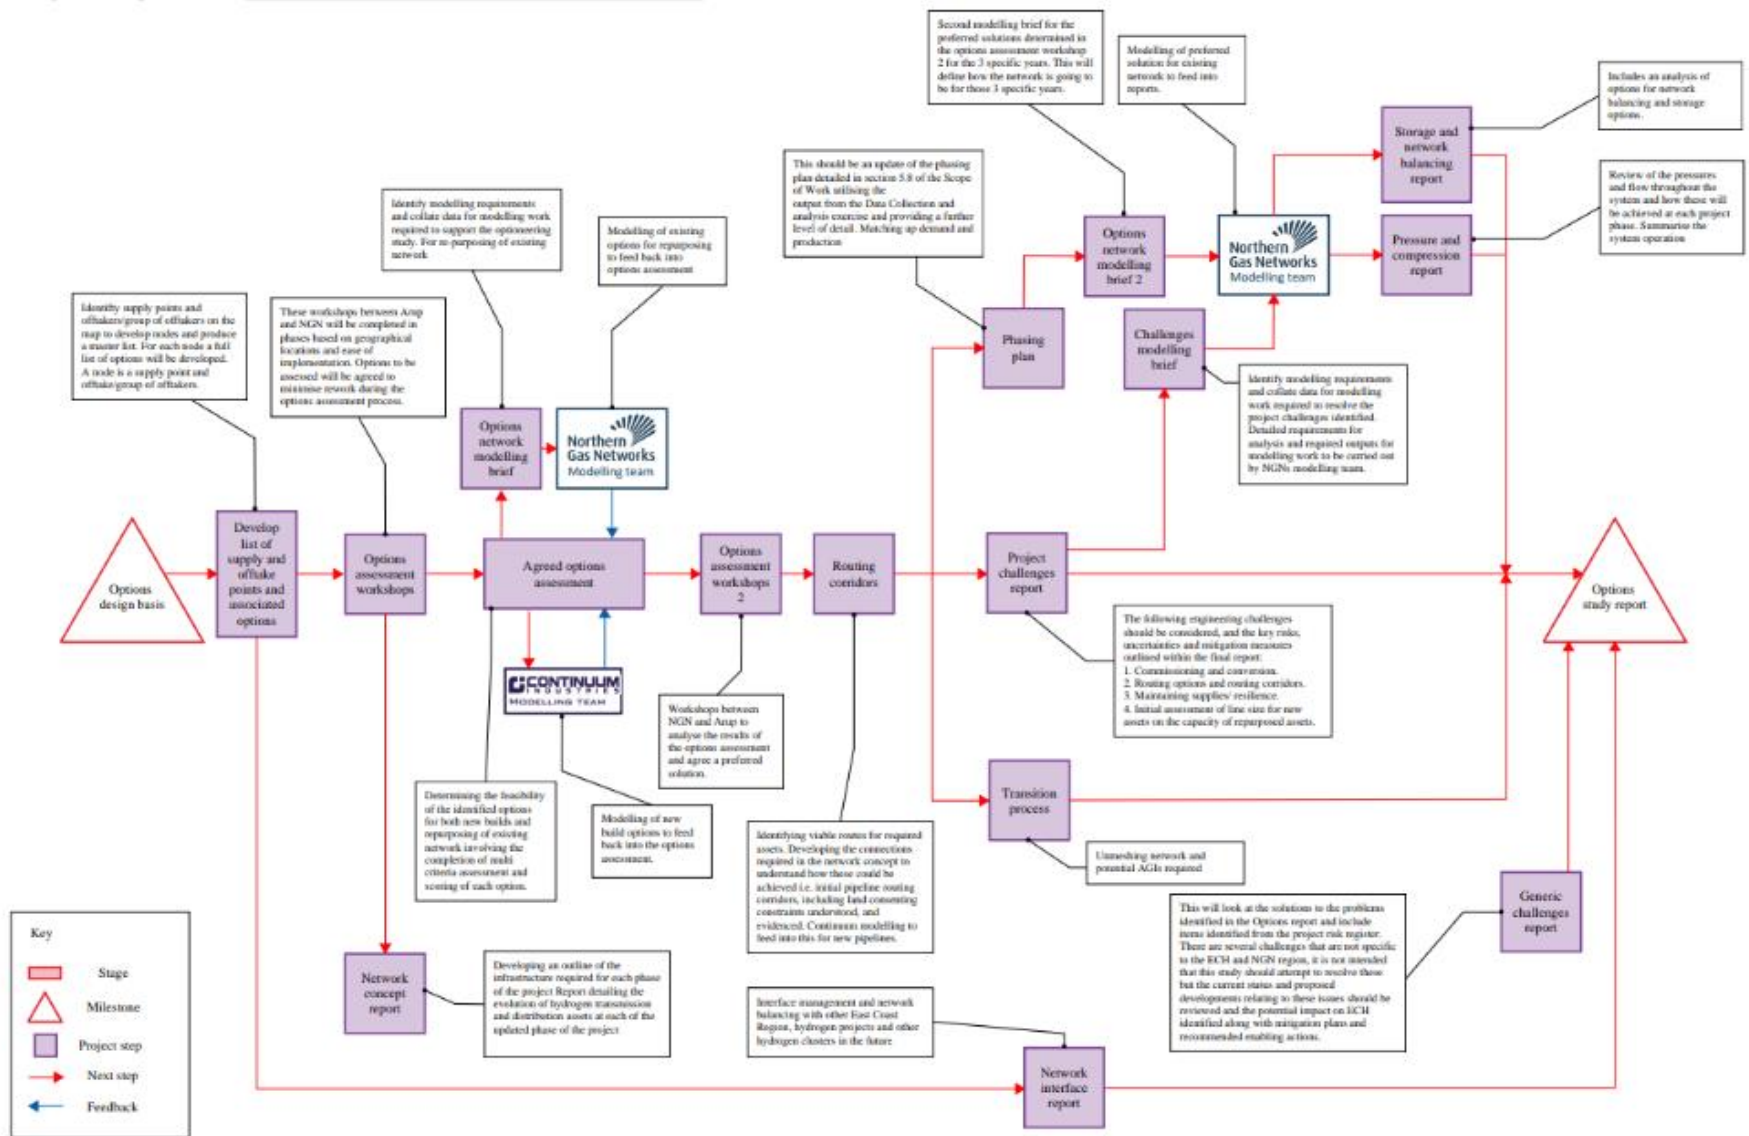 Second modelling brief for the
preferred solutions determined in
the options assessment workshop
2 for the 3 specific years. This will
define how the network is going to
be for those 3 specific years.
Modelling of preferred
solution for existing
network to feed into
reports.
Includes an analysis of
options for network
balancing and storage
options.
Storage and
network
balancing
report
This should be an update of the phasing
plan detailed in section 5.8 of the Scope
of Work utilising the
output from the Data Collection and
analysis exercise and providing a further
level of detail. Matching up demand and
production
Review of the pressures
and flow throughout the
system and how these will
be achieved at each project
phase. Summarise the
system operation
Identify modelling requirements
and collate data for modelling work
required to support the optioneering
study. For re-purposing of existing
network
Modelling of existing
options for repurposing
to feed back into
options assessment
Options
network
modelling
brief 2
Northern
Gas Networks
Modelling team
Pressure and
compression
report
Identify supply points and
offtakers/group of offtakers on the
map to develop nodes and produce
a master list. For each node a full
list of options will be developed.
A node is a supply point and
offtake/group of offtakers.
These workshops between Arup
and NGN will be completed in
phases based on geographical
locations and ease of
implementation. Options to be
assessed will be agreed to
minimise rework during the
options assessment process.
Phasing
plan
Challenges
modelling
brief
Identify modelling requirements
and collate data for modelling
work required to resolve the
project challenges identified.
Detailed requirements for
analysis and required outputs for
modelling work to be carried out
by NGNs modelling team.
Options
network
modelling
brief
Northern
Gas Networks
Modelling team
Options
design basis
Develop
list of
supply and
offtake
points and
associated
options
Options
assessment
workshops
Agreed options
assessment
Options
assessment
workshops
2
Routing
corridors
Project
challenges
report
Options
study report
CONTINUUM
INDUSTRIES
MODELLING TEAM
The following engineering challenges
should be considered, and the key risks,
uncertainties and mitigation measures
outlined within the final report:
1. Commissioning and conversion.
2. Routing options and routing corridors.
3. Maintaining supplies/ resilience.
4. Initial assessment of line size for new
assets on the capacity of repurposed assets.
Workshops between
NGN and Arup to
analyse the results of
the options assessment
and agree a preferred
solution.
Determining the feasibility
of the identified options
for both new builds and
repurposing of existing
network involving the
completion of multi
criteria assessment and
scoring of each option.
Modelling of new
build options to feed
back into the options
assessment.
Identifying viable routes for required
assets. Developing the connections
required in the network concept to
understand how these could be
achieved i.e. initial pipeline routing
corridors, including land consenting
constraints understood, and
evidenced. Continuum modelling to
feed into this for new pipelines.
Transition
process
Unmeshing network and
potential AGIs required
This will look at the solutions to the problems
identified in the Options report and include
items identified from the project risk register.
There are several challenges that are not specific
to the ECH and NGN region, it is not intended
that this study should attempt to resolve these
but the current status and proposed
developments relating to these issues should be
reviewed and the potential impact on ECH
identified along with mitigation plans and
recommended enabling actions.
Generic
challenges
report
Network
concept
report
Developing an outline of the
infrastructure required for each phase
of the project Report detailing the
evolution of hydrogen transmission
and distribution assets at each of the
updated phase of the project
Interface management and network
balancing with other East Coast
Region, hydrogen projects and other
hydrogen clusters in the future
Network
interface
report
Key
Stage
Milestone
Project step
Next step
Feedback